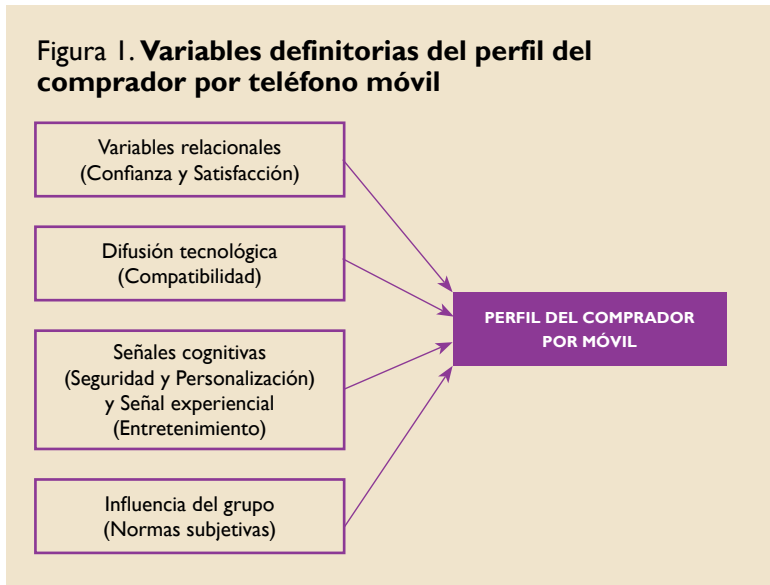 Figura 1. Variables definitorias del perfil del
comprador por teléfono móvil
Variables relacionales
(Confianza y Satisfacción)
Difusión tecnológica
(Compatibilidad)
Señales cognitivas
(Seguridad y Personalización)
y Señal experiencial
(Entretenimiento)
Influencia del grupo
(Normas subjetivas)
PERFIL DEL COMPRADOR
POR MÓVIL